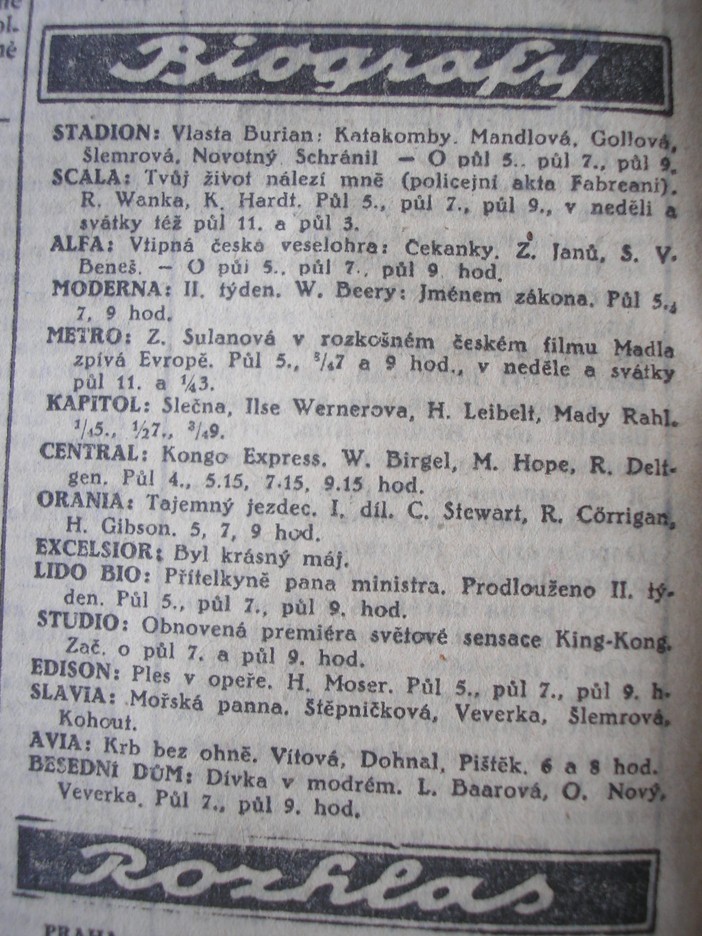 Biografy
STADION: Vlasta Burian: Katakomby. Mandlová, Gollová,
Šlemrová, Novotný, Schránil — O půl 5., půl 7., půl 9.
SCALA: Tvůj život náleží mně (policejní akta Fabreani).
R. Wanka, K. Hardt. Půl 5., půl 7., půl 9., v neděli a
svátky též půl 11. a půl 3.
ALFA: Vtipná česká veselohra: Čekanky. Z. Janů, S. V.
Beneš. — O půl 5., půl 7., půl 9 hod.
MODERNA: II. týden. W. Beery: Jménem zákona. Půl 5.,
7, 9 hod.
METRO: Z. Sulanová v rozkošném českém filmu Madla
zpívá Evropě. Půl 5., ³/₄7 a 9 hod., v neděle a svátky
půl 11. a ¼3.
KAPITOL: Slečna, Ilse Wernerova, H. Leibelt, Mady Rahl.
¹/₄5., ½7., ³/₄9.
CENTRAL: Kongo Express. W. Birgel, M. Hope, R. Delt-
gen. Půl 4., 5.15, 7.15, 9.15 hod.
ORANIA: Tajemný jezdec. I. díl. C. Stewart, R. Córrigan,
H. Gibson. 5, 7, 9 hod.
EXCELSIOR: Byl krásný máj.
LIDO BIO: Přítelkyně pana ministra. Prodlouženo II. tý-
den. Půl 5., půl 7., půl 9. hod.
STUDIO: Obnovená premiéra světové sensace King-Kong.
Zač. o půl 7. a půl 9. hod.
EDISON: Ples v opeře. H. Moser. Půl 5., půl 7., půl 9. h.
SLAVIA: Mořská panna. Štěpničková, Veverka, Šlemrová,
Kohout.
AVIA: Krb bez ohně. Vítová, Dohnal, Pištěk. 6 a 8 hod.
BESEDNÍ DŮM: Dívka v modrém. L. Baarová, O. Nový,
Veverka. Půl 7., půl 9. hod.
Rozhlas
PRAHA